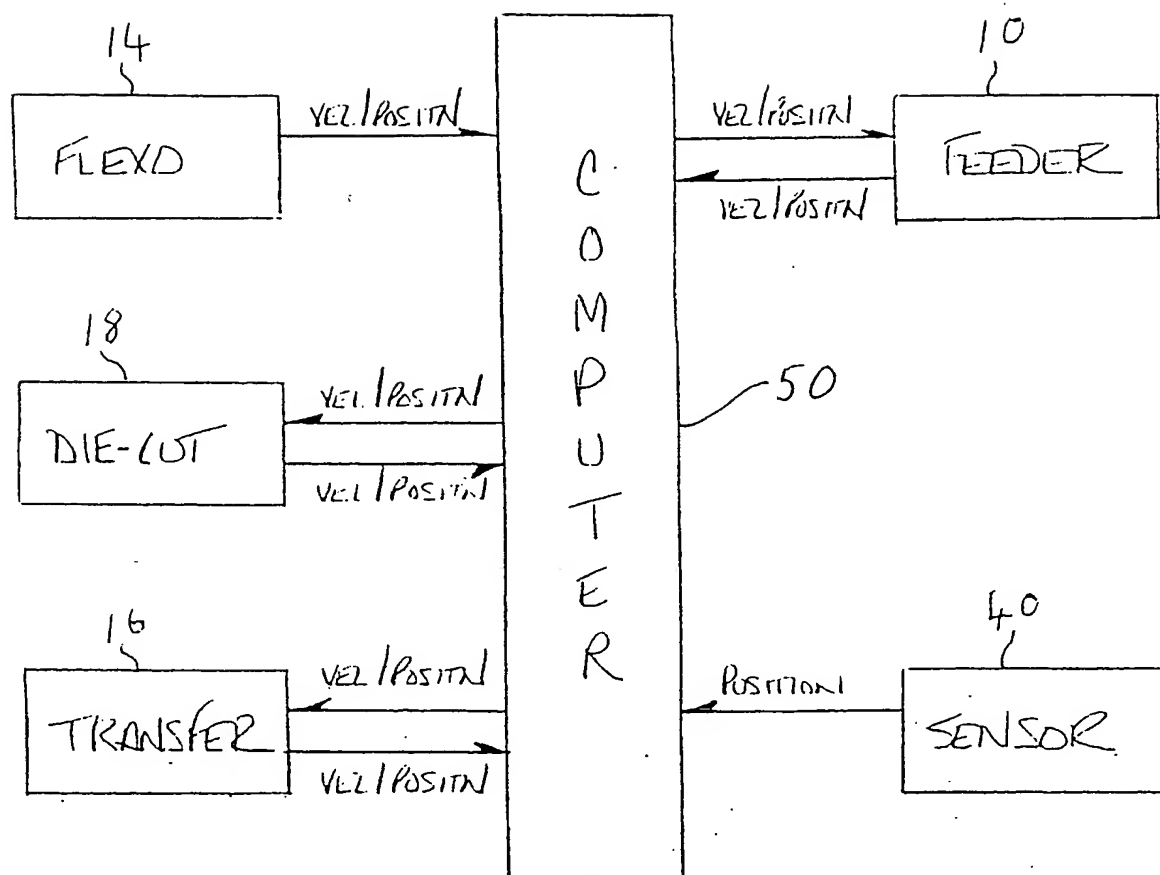 14
FLEXO
VEL/POSITN
10
FEEDER
VEL/POSITN
VEL/POSITN
COMPUTER
50
18
DIE-CUT
VEL/POSITN
VEL/POSITN
16
TRANSFER
VEL/POSITN
VEL/POSITN
40
SENSOR
POSITION